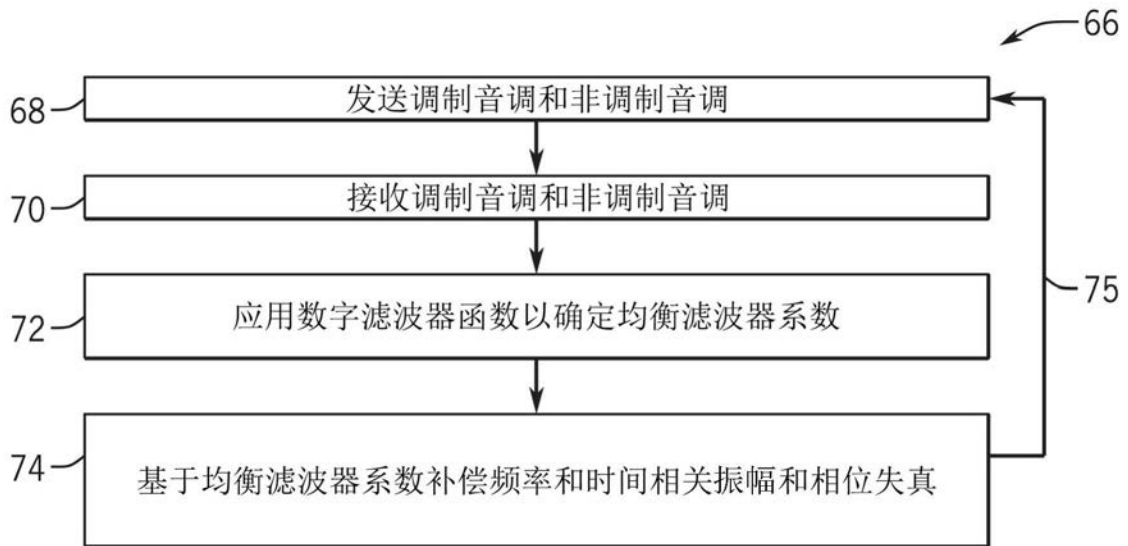 66
68
发送调制音调和非调制音调
70
接收调制音调和非调制音调
72
应用数字滤波器函数以确定均衡滤波器系数
75
74
基于均衡滤波器系数补偿频率和时间相关振幅和相位失真